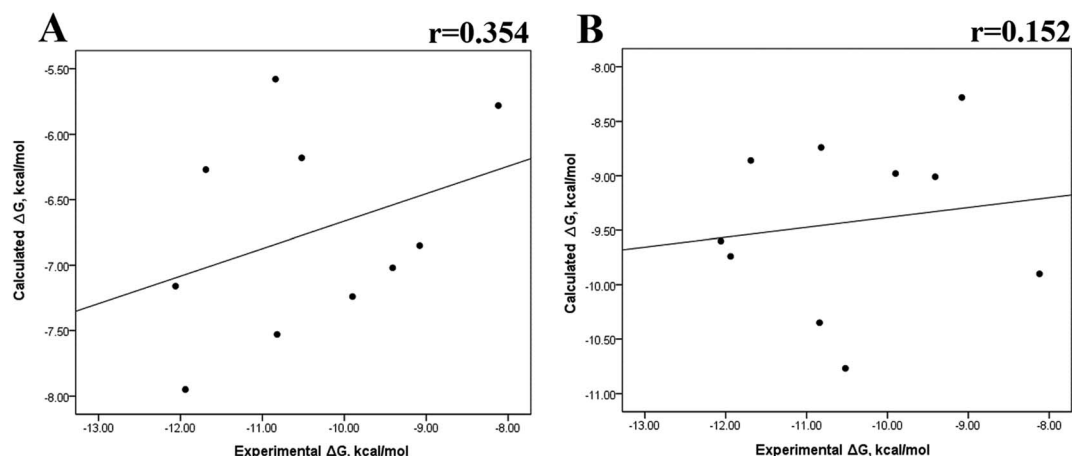 A
r=0.354
-5.50
-6.00
-6.50
-7.00
-7.50
-8.00
Calculated ΔG, kcal/mol
-13.00 -12.00 -11.00 -10.00 -9.00 -8.00
Experimental ΔG, kcal/mol
B
r=0.152
-8.00
-8.50
-9.00
-9.50
-10.00
-10.50
-11.00
Calculated ΔG, kcal/mol
-13.00 -12.00 -11.00 -10.00 -9.00 -8.00
Experimental ΔG, kcal/mol